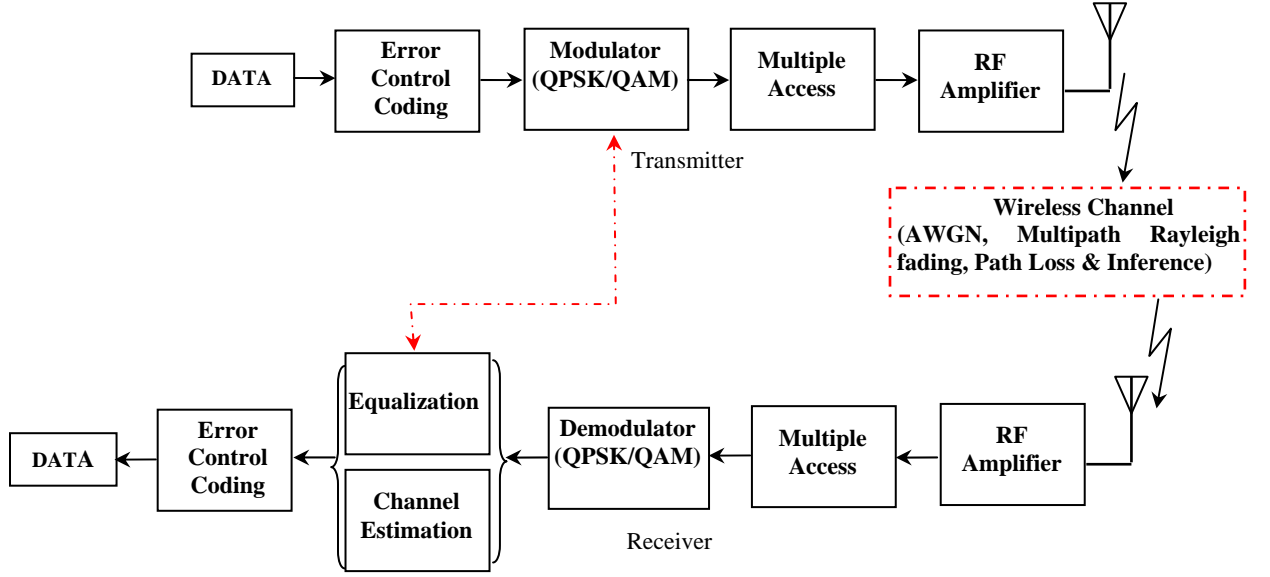 DATA
Error
Control
Coding
Modulator
(QPSK/QAM)
Multiple
Access
RF
Amplifier
Transmitter
Wireless Channel
(AWGN, Multipath Rayleigh
fading, Path Loss & Inference)
DATA
Error
Control
Coding
Equalization
Channel
Estimation
Demodulator
(QPSK/QAM)
Multiple
Access
RF
Amplifier
Receiver